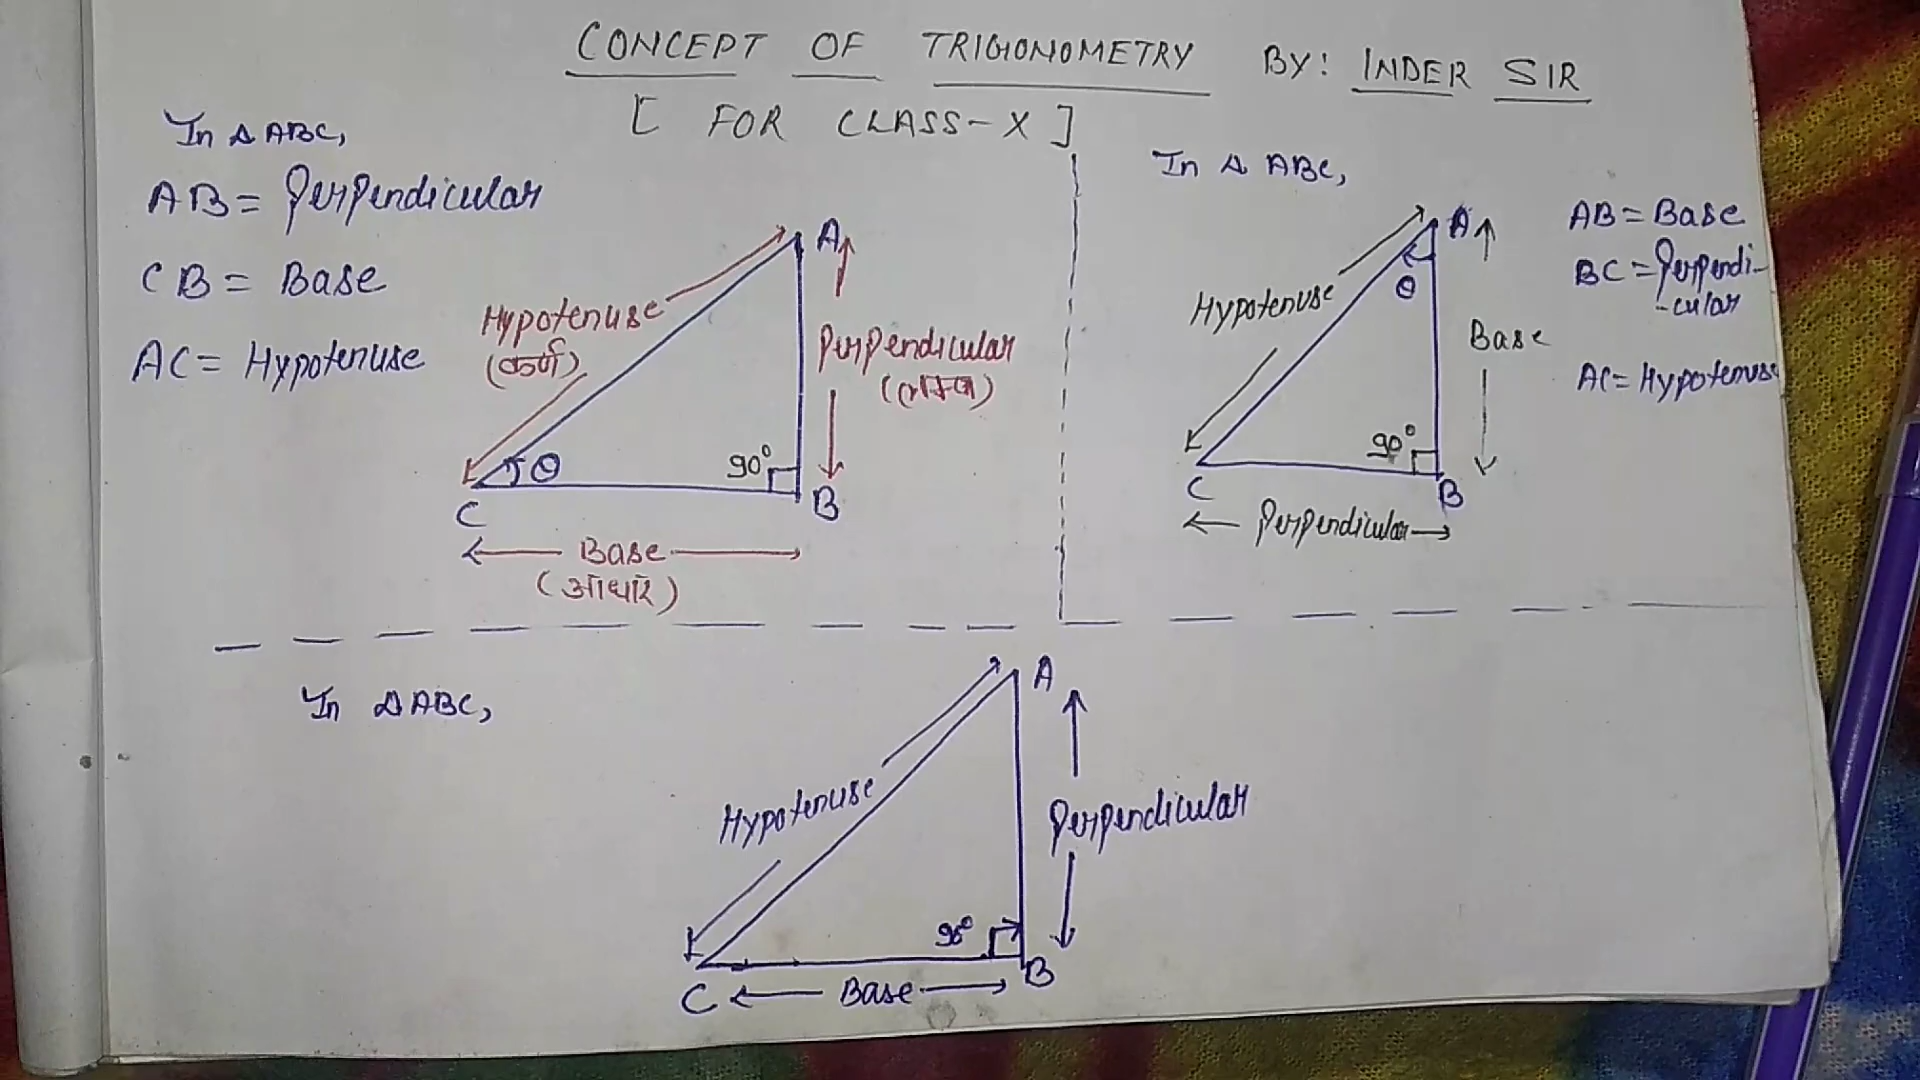 CONCEPT OF TRIGIONOMETRY BY: INDER SIR
[ FOR CLASS-X ]
In Δ ABC,
AB = Perpendicular
CB = Base
AC = Hypotenuse
A
Hypotenuse
(कर्ण)
Perpendicular
(लम्ब)
θ
90°
C
B
Base
(आधार)
In Δ ABC,
A
θ
Hypotenuse
Base
90°
C
B
Perpendicular
AB = Base
BC = Perpendi-
-cular
AC = Hypotenuse
In Δ ABC,
A
Hypotenuse
Perpendicular
90°
B
C
Base